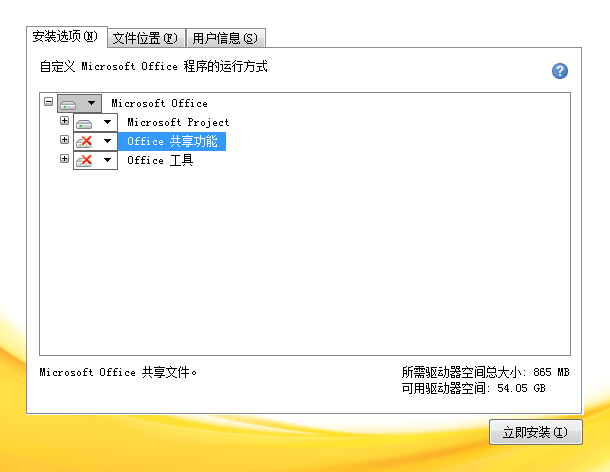 安装选项(N) 文件位置(F) 用户信息(S)
自定义 Microsoft Office 程序的运行方式
Microsoft Office
Microsoft Project
Office 共享功能
Office 工具
Microsoft Office 共享文件。
所需驱动器空间总大小: 865 MB
可用驱动器空间: 54.05 GB
立即安装(I)